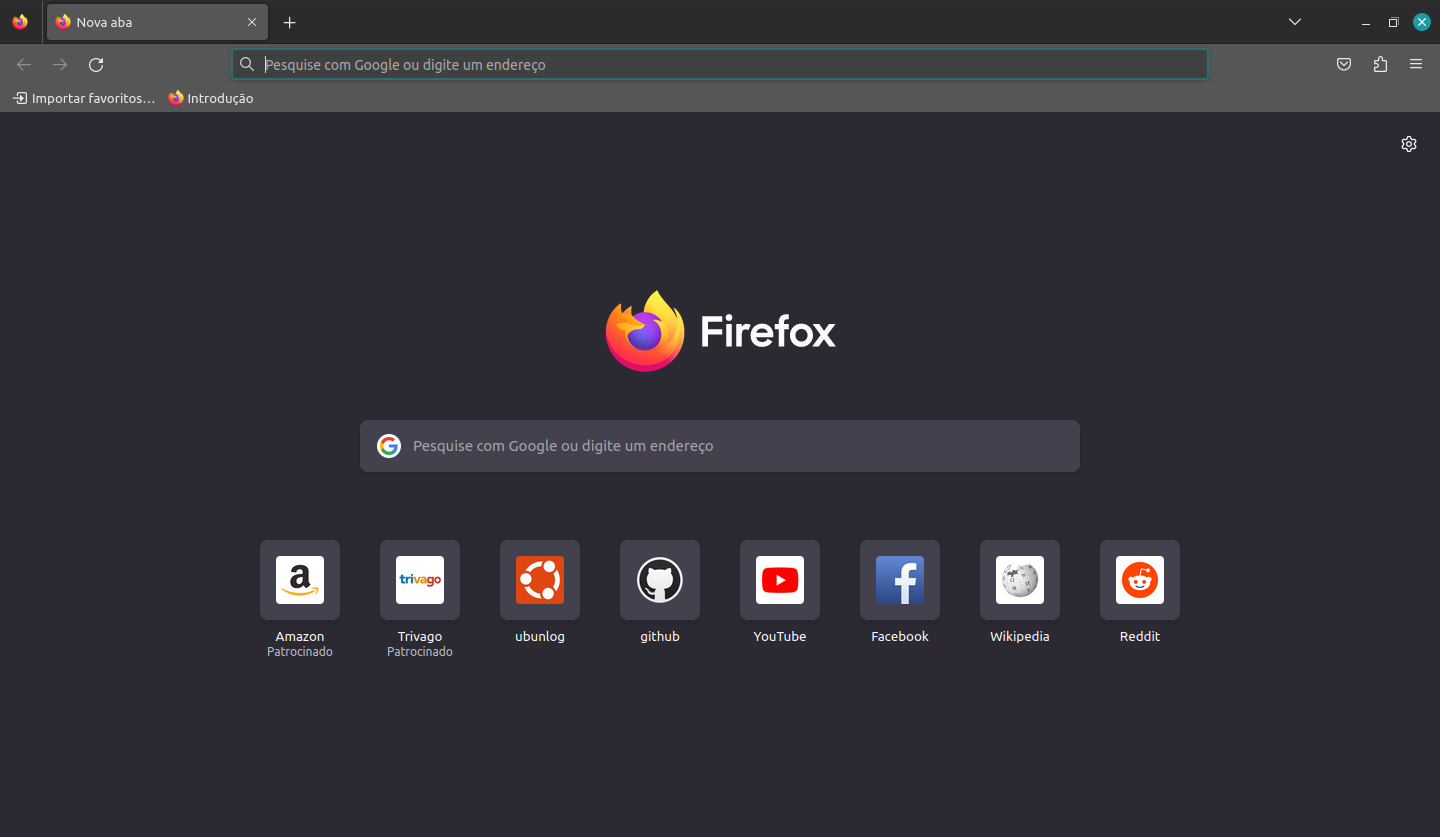 Nova aba
Pesquise com Google ou digite um endereço
Importar favoritos...
Introdução
Firefox
Pesquise com Google ou digite um endereço
trivago
Amazon
Patrocinado
Trivago
Patrocinado
ubunlog
github
YouTube
Facebook
Wikipedia
Reddit